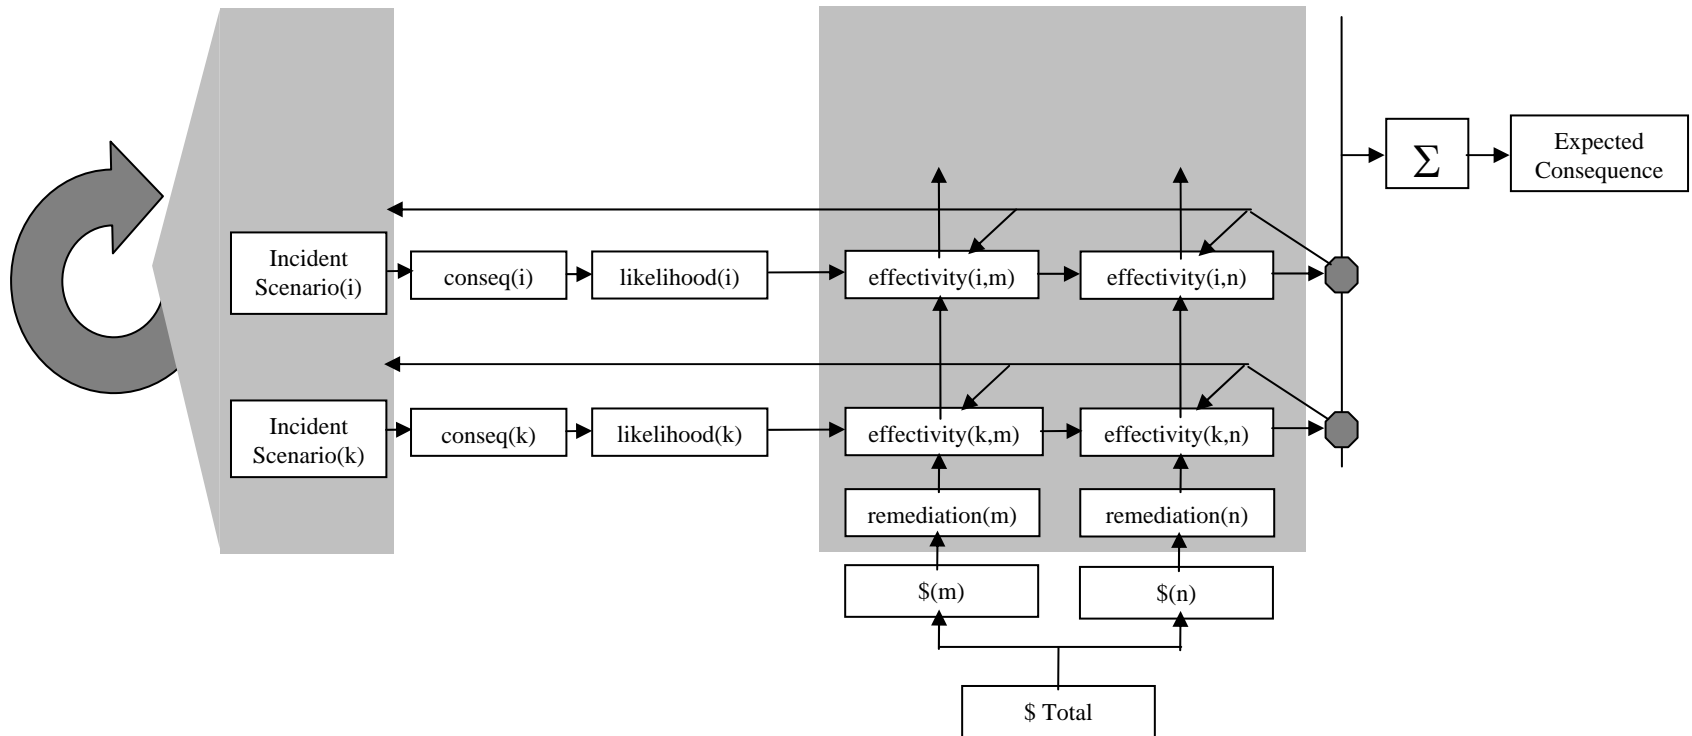 Expected
Consequence
Σ
Incident
Scenario(i)
conseq(i)
likelihood(i)
effectivity(i,m)
effectivity(i,n)
Incident
Scenario(k)
conseq(k)
likelihood(k)
effectivity(k,m)
effectivity(k,n)
remediation(m)
remediation(n)
$(m)
$(n)
$ Total